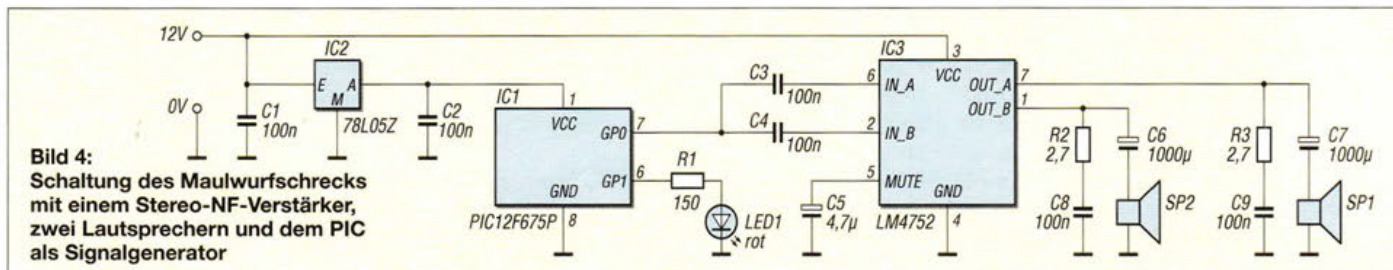 12V
0V
C1
100n
IC2
E
A
M
78L05Z
C2
100n
IC1
1
VCC
GP0
7
GP1
6
GND
PIC12F675P
8
R1
150
LED1
rot
C3
100n
C4
100n
C5
4,7µ
IC3
3
VCC
6
IN_A
2
IN_B
5
MUTE
OUT_A
7
OUT_B
1
GND
LM4752
4
R2
2,7
C8
100n
C6
1000µ
SP2
R3
2,7
C9
100n
C7
1000µ
SP1
Bild 4:
Schaltung des Maulwurfschrecks
mit einem Stereo-NF-Verstärker,
zwei Lautsprechern und dem PIC
als Signalgenerator